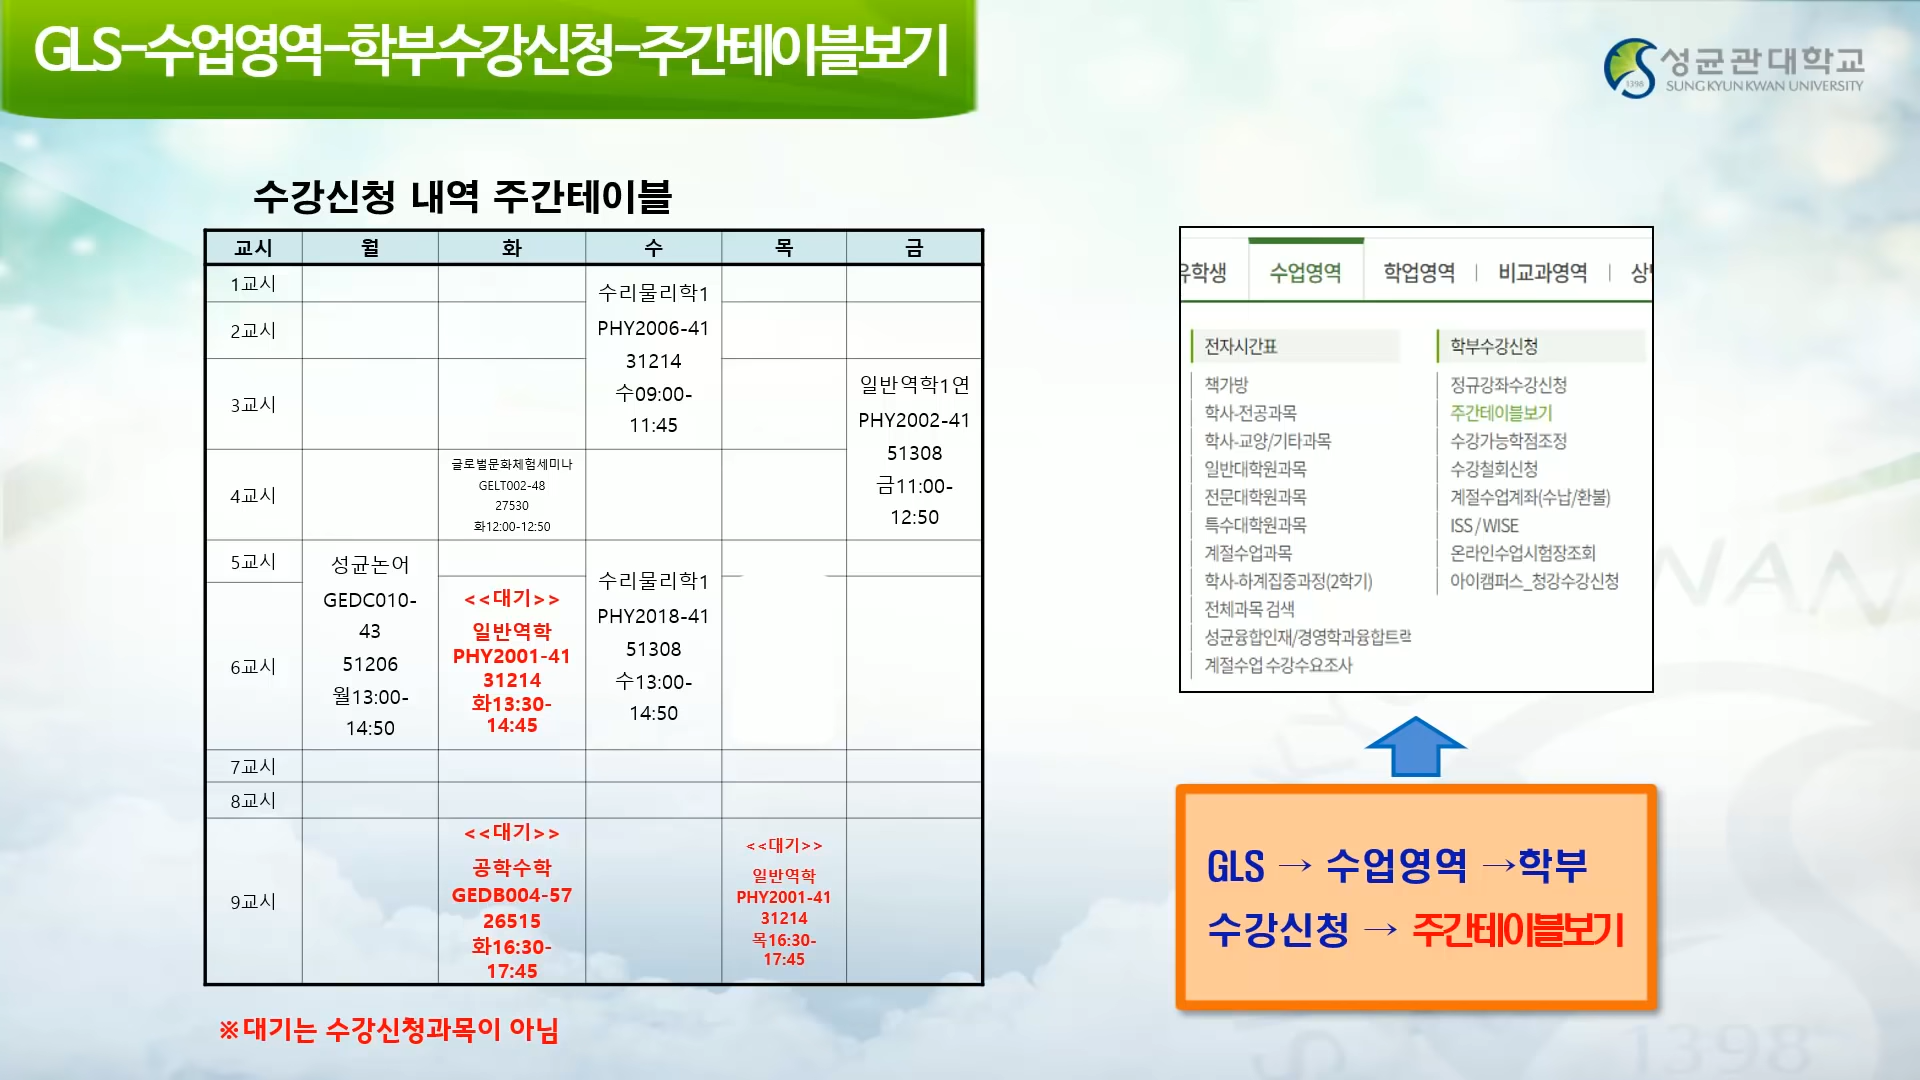 GLS-수업영역-학부수강신청-주간테이블보기
성균관대학교
SUNG KYUN KWAN UNIVERSITY
1398
수강신청 내역 주간테이블
교시 월 화 수 목 금
1교시
2교시
3교시
4교시
5교시
6교시
7교시
8교시
9교시
성균논어
GEDC010-
43
51206
월13:00-
14:50
글로벌문화체험세미나
GELT002-48
27530
화12:00-12:50
<<대기>>
일반역학
PHY2001-41
31214
화13:30-
14:45
<<대기>>
공학수학
GEDB004-57
26515
화16:30-
17:45
수리물리학1
PHY2006-41
31214
수09:00-
11:45
수리물리학1
PHY2018-41
51308
수13:00-
14:50
<<대기>>
일반역학
PHY2001-41
31214
목16:30-
17:45
일반역학1연
PHY2002-41
51308
금11:00-
12:50
※대기는 수강신청과목이 아님
유학생 수업영역 학업영역 | 비교과영역 |
전자시간표
책가방
학사-전공과목
학사-교양/기타과목
일반대학원과목
전문대학원과목
특수대학원과목
계절수업과목
학사-하계집중과정(2학기)
전체과목 검색
성균융합인재/경영학과융합트랙
계절수업 수강수요조사
학부수강신청
정규강좌수강신청
주간테이블보기
수강가능학점조정
수강철회신청
계절수업계좌(수납/환불)
ISS / WISE
온라인수업시험장조회
아이캠퍼스_청강수강신청
GLS → 수업영역 →학부
수강신청 → 주간테이블보기
WAN
1398